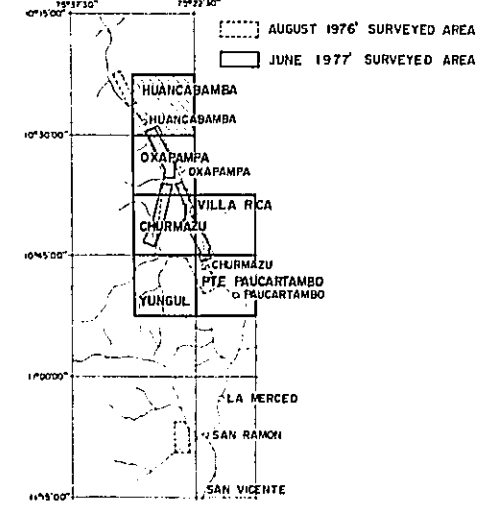 75°37'30" 75°22'30"
10°15'00"
AUGUST 1976' SURVEYED AREA
JUNE 1977' SURVEYED AREA
HUANCABAMBA
HUANCABAMBA
10°30'00"
OXAPAMPA
OXAPAMPA
VILLA RICA
CHURMAZU
10°45'00"
CHURMAZU
PTE PAUCARTAMBO
PAUCARTAMBO
YUNGUL
11°00'00"
LA MERCED
SAN RAMON
11°15'00"
SAN VICENTE